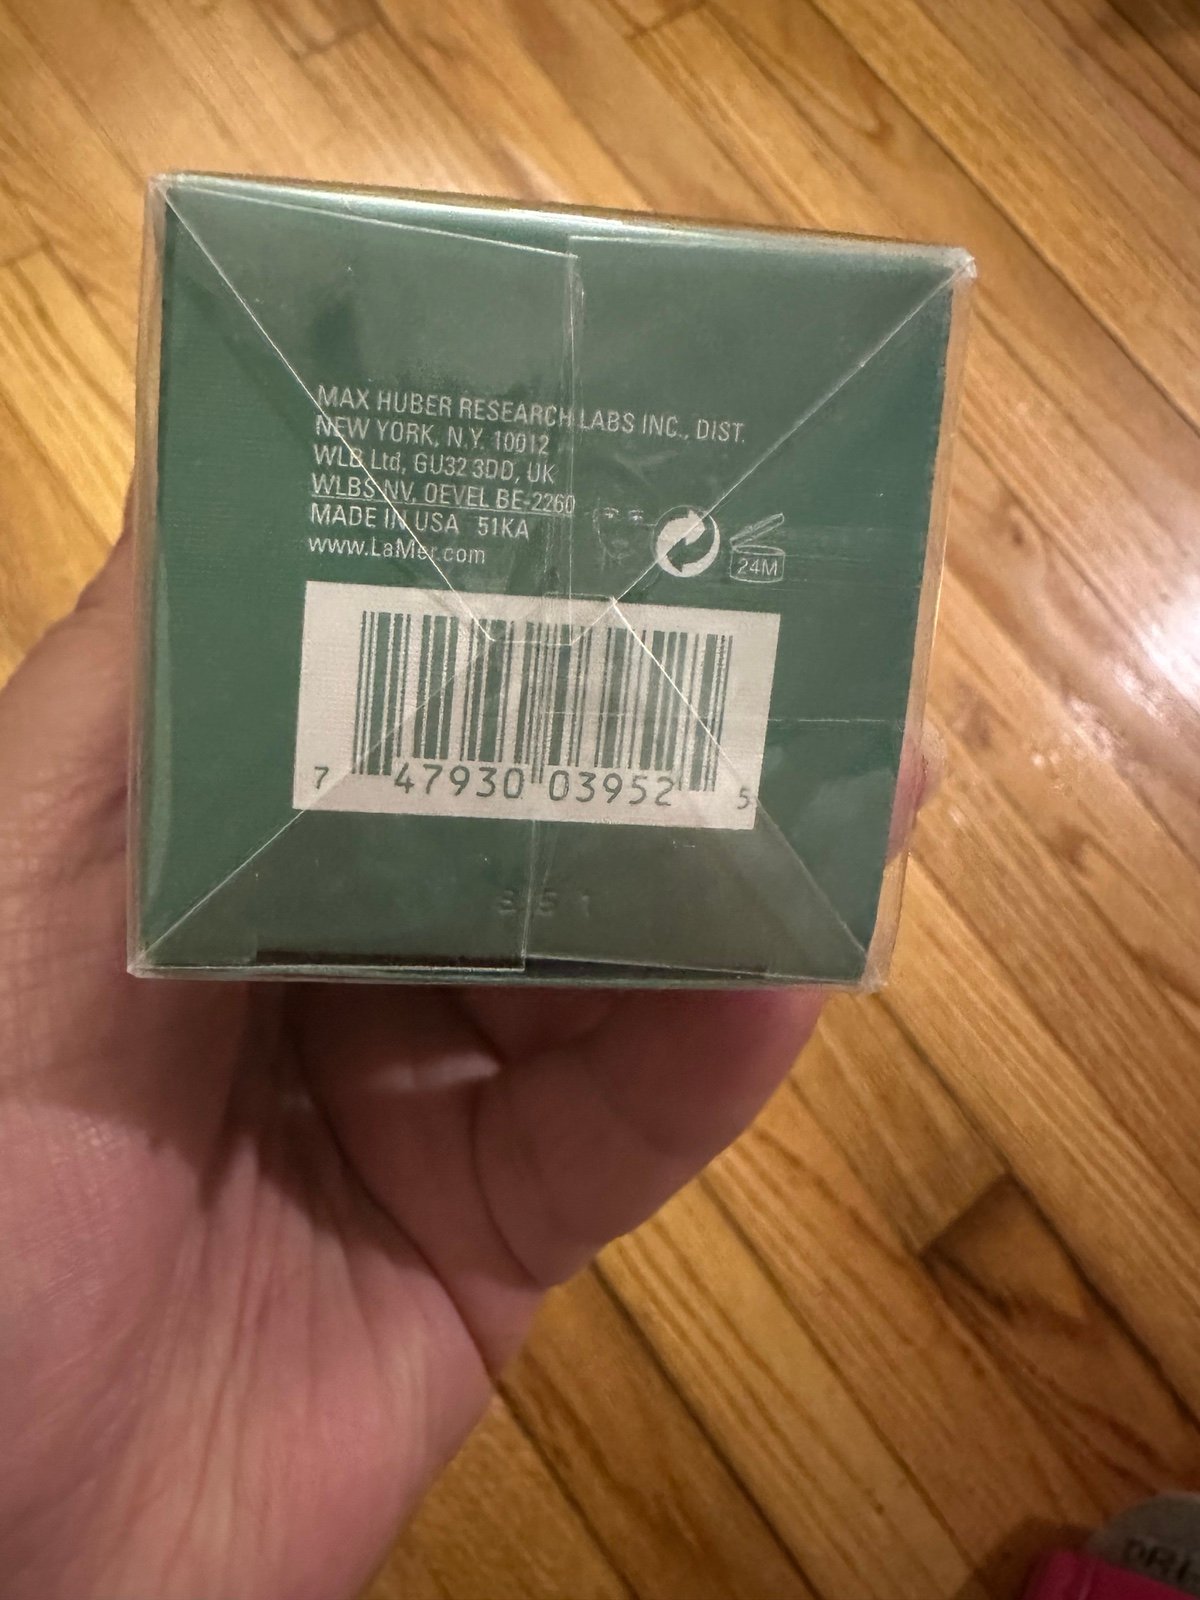 MAX HUBER RESEARCH LABS INC., DIST.
NEW YORK, N.Y. 10012
WLB Ltd, GU32 3DD, UK
WLBS NV, OEVEL BE-2260
MADE IN USA 51KA
www.LaMer.com
24M
7 47930 03952 5